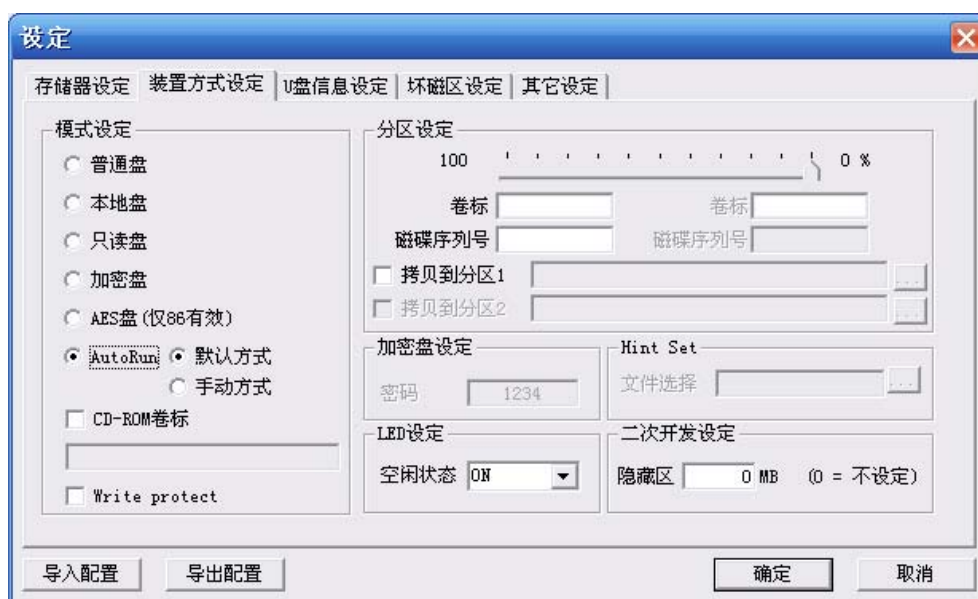 设定
存储器设定 装置方式设定 U盘信息设定 坏磁区设定 其它设定
模式设定
普通盘
本地盘
只读盘
加密盘
AES盘(仅86有效)
AutoRun 默认方式
手动方式
CD-ROM卷标
Write protect
分区设定
100 0 %
卷标 卷标
磁碟序列号 磁碟序列号
拷贝到分区1 ...
拷贝到分区2 ...
加密盘设定
密码 1234
Hint Set
文件选择 ...
LED设定
空闲状态 ON
二次开发设定
隐藏区 0 MB (0 = 不设定)
导入配置 导出配置 确定 取消